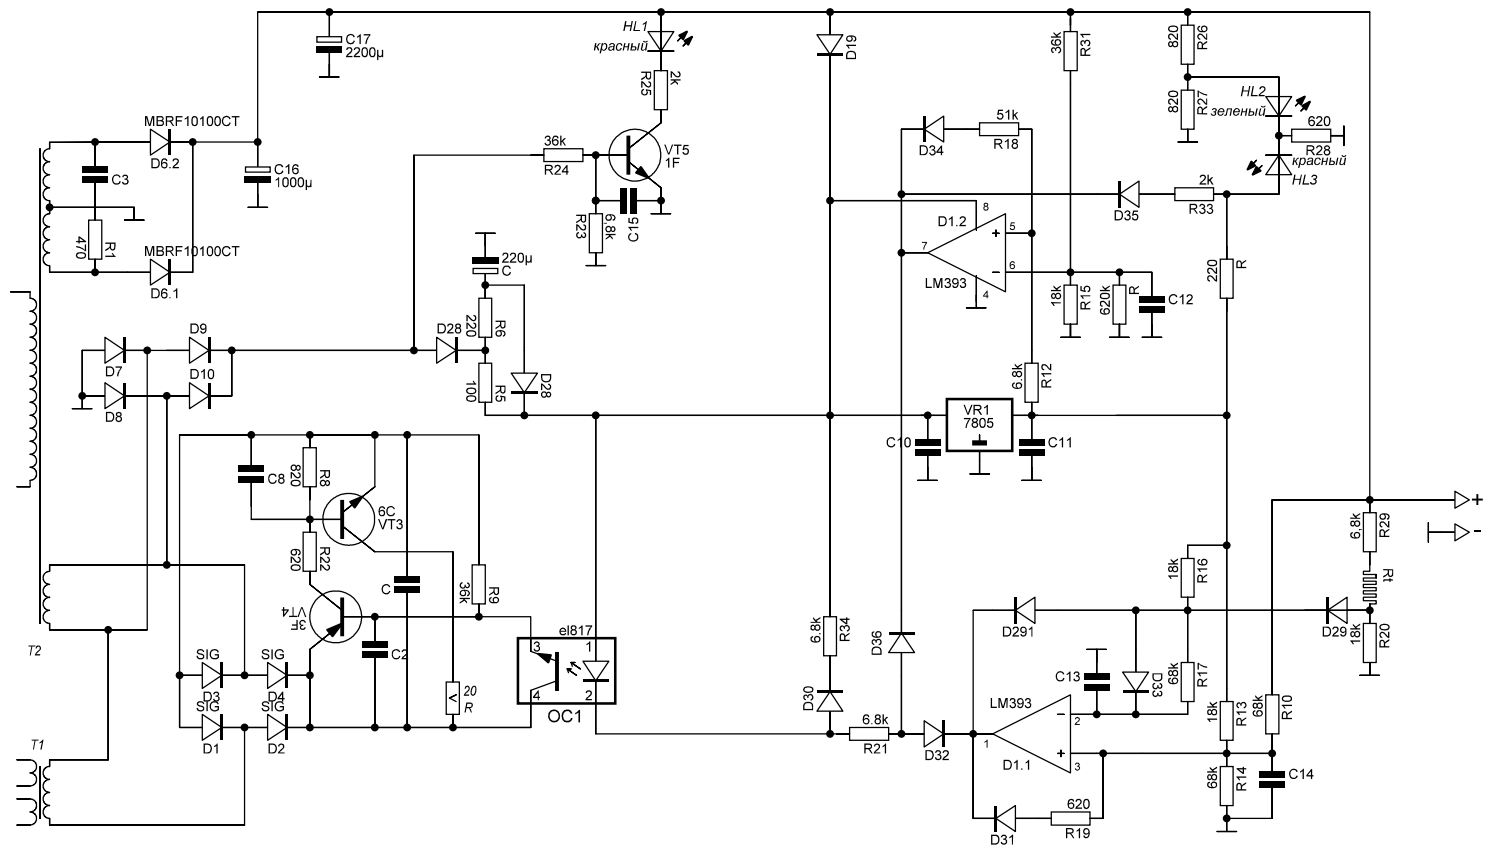 C17
2200µ
HL1
красный
2k
R25
D19
36k
R31
820
R26
820
R27
HL2
зеленый
620
R28
красный
HL3
MBRF10100CT
D6.2
C16
1000µ
C3
R1
470
MBRF10100CT
D6.1
36k
R24
VT5
1F
6,8k
R23
C15
D34
51k
R18
D35
2k
R33
D1.2
8
5
6
7
4
+
−
LM393
18k
R15
620k
R
C12
220
R
220µ
C
R6
220
D28
R5
100
D28
D9
D7
D10
D8
6.8k
R12
VR1
7805
C10
C11
C8
R8
820
6C
VT3
R22
620
3F
VT4
C
C2
R9
36k
20
R
V
el817
3
4
1
2
OC1
6.8k
R34
D30
D36
6.8k
R21
D32
D291
18k
R16
D29
6,8k
R29
Rt
18k
R20
+
-
C13
D33
68k
R17
LM393
−
2
+
3
1
D1.1
18k
R13
68k
R10
68k
R14
C14
D31
620
R19
T2
SIG
D3
SIG
D4
SIG
D1
SIG
D2
T1